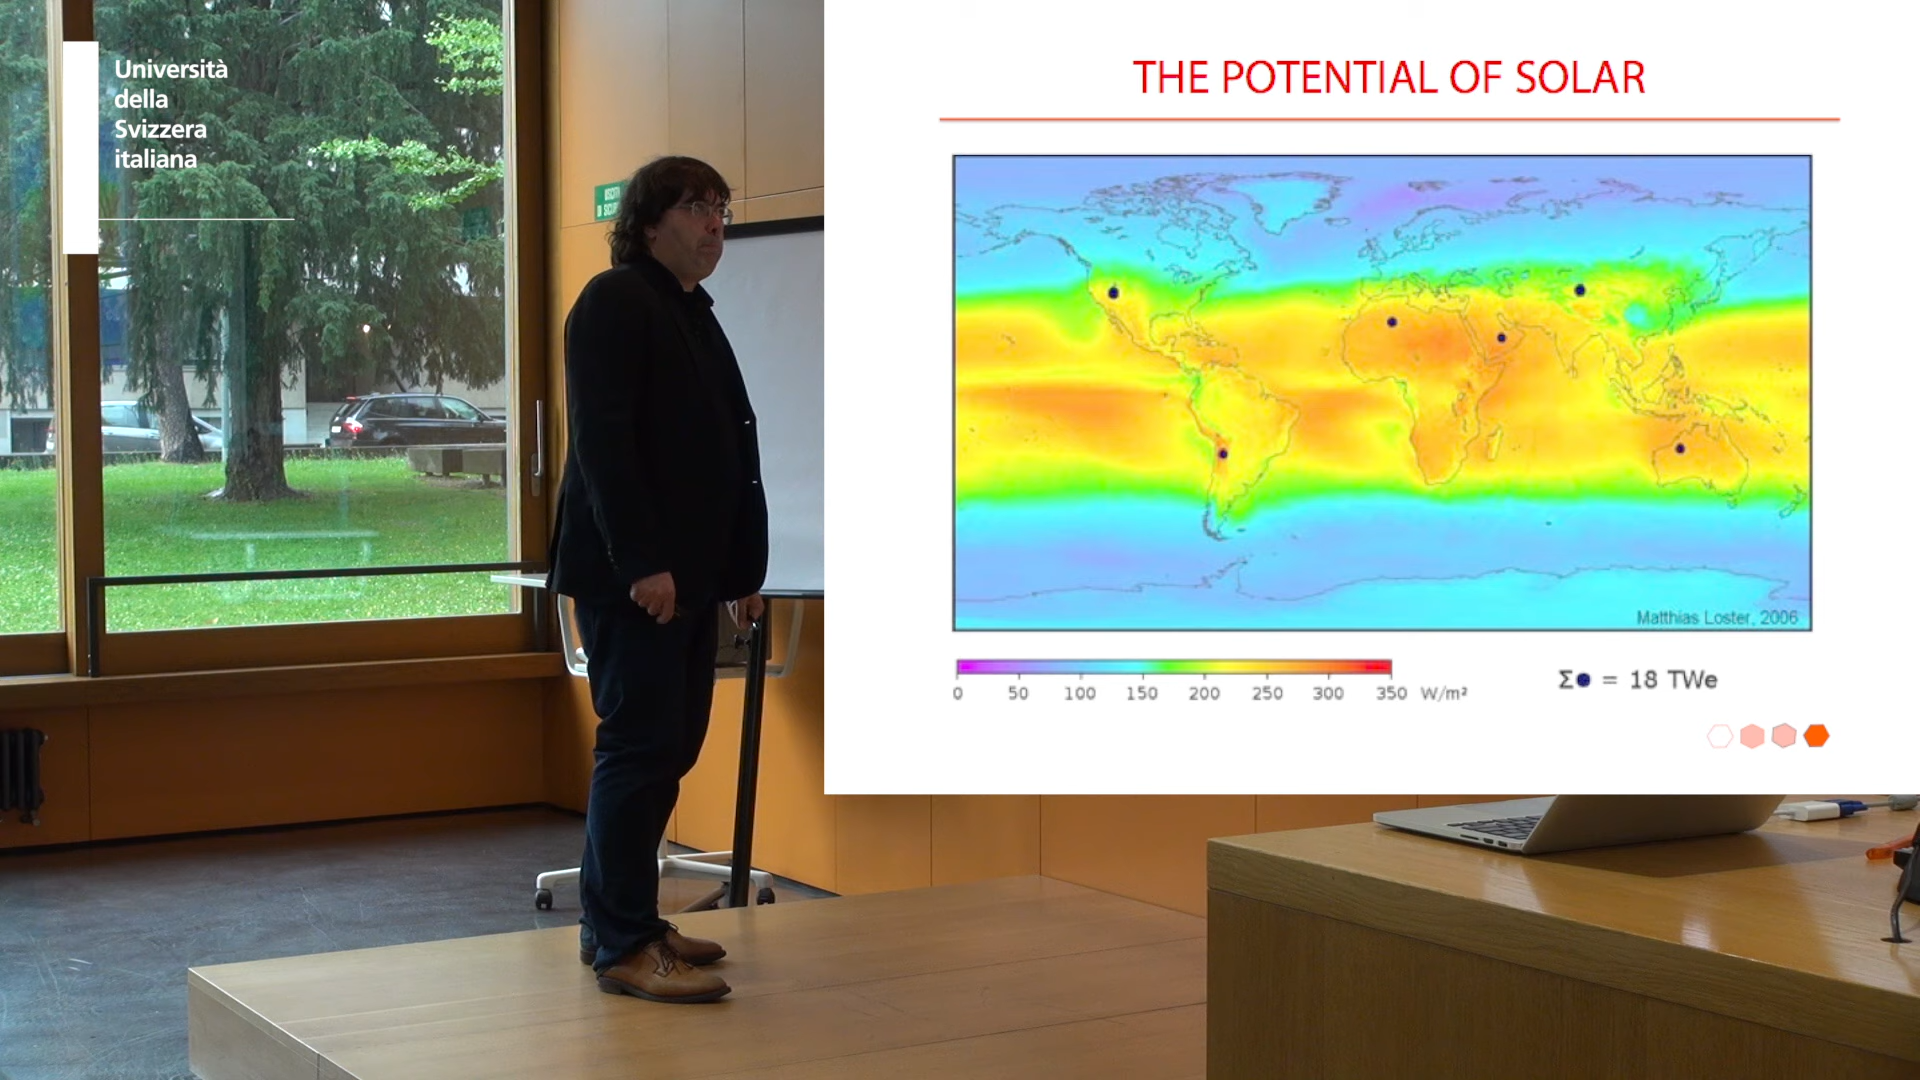 Università
della
Svizzera
italiana
THE POTENTIAL OF SOLAR
Matthias Loster, 2006
0 50 100 150 200 250 300 350 W/m²
Σ● = 18 TWe